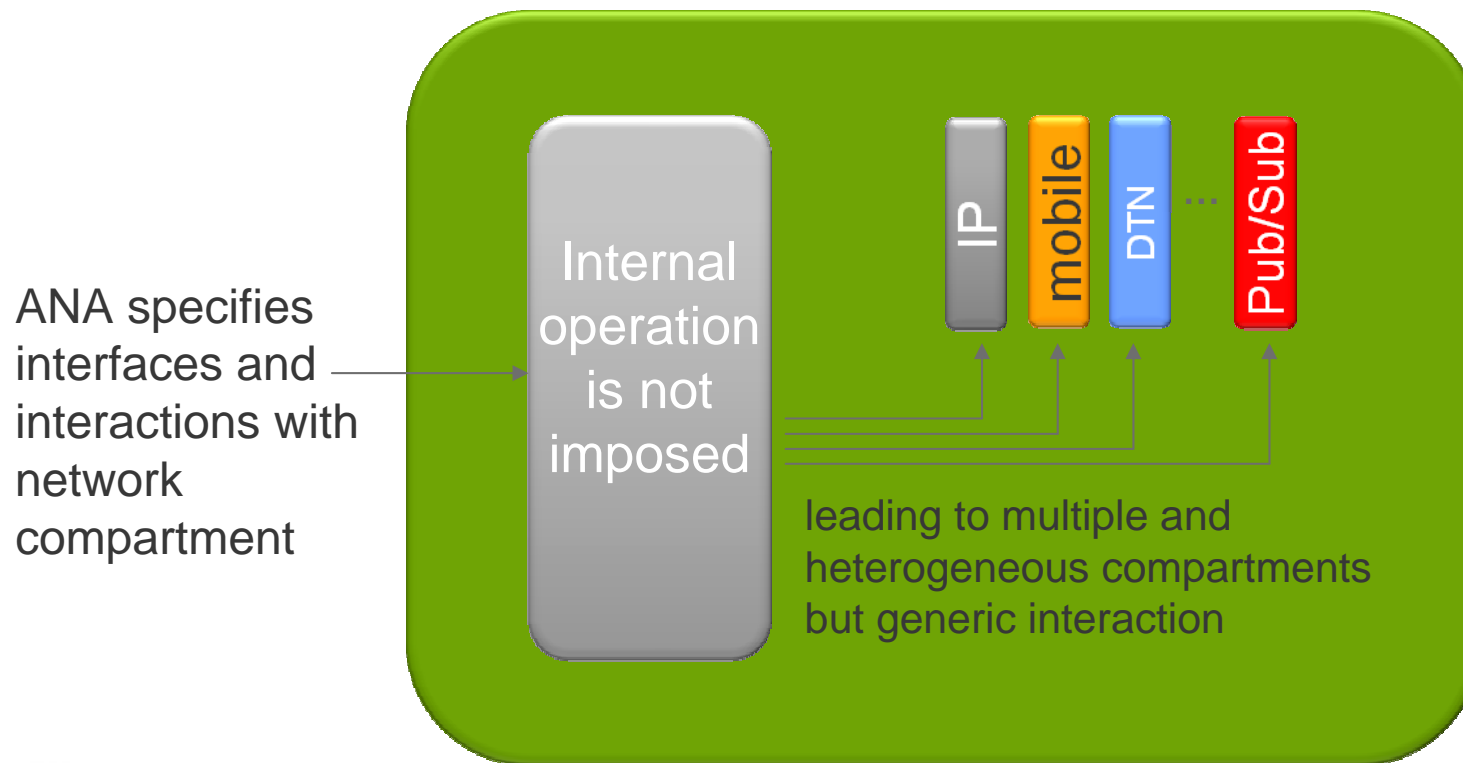 ANA specifies
interfaces and
interactions with
network
compartment
Internal
operation
is not
imposed
IP
mobile
DTN
...
Pub/Sub
leading to multiple and
heterogeneous compartments
but generic interaction